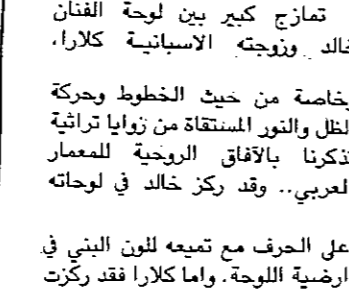 تمازج كبير بين لوحة الفنان
خالد وزوجته الاسبانية كلارا،
بخاصة من حيث الخطوط وحركة
الظل والنور المستقاة من زوايا تراثية
تذكرنا بالآفاق الروحية للمعمار
العربي.. وقد ركز خالد في لوحاته
على الحرف مع تميعه للون البني في
ارضية اللوحة. واما كلارا فقد ركزت